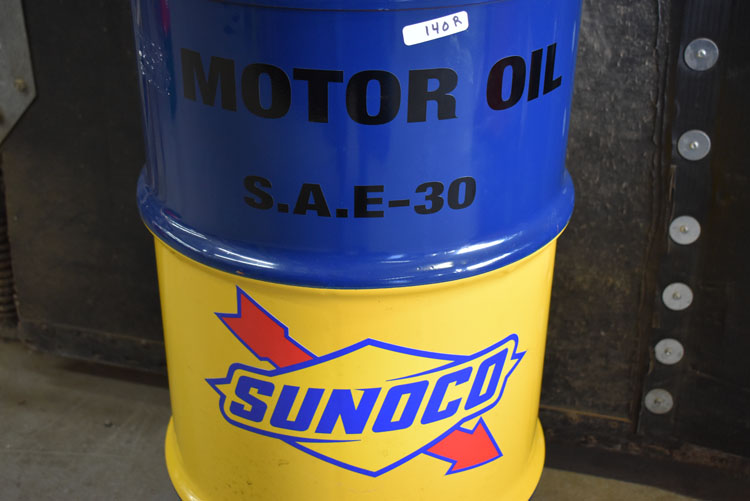 140R
MOTOR OIL
S.A.E-30
SUNOCO